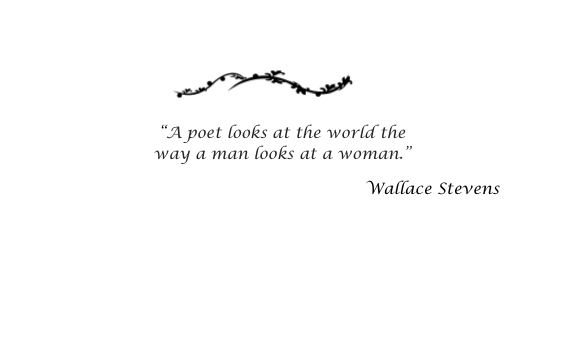 “A poet looks at the world the
way a man looks at a woman.”
Wallace Stevens